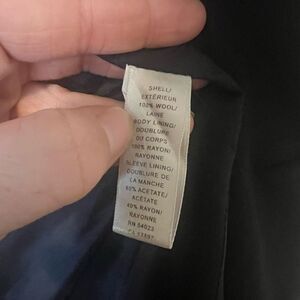 SHELL/
EXTÉRIEUR
100% WOOL/
LAINE
BODY LINING/
DOUBLURE
DU CORPS
100% RAYON/
RAYONNE
SLEEVE LINING/
DOUBLURE DE
LA MANCHE
60% ACETATE/
ACÉTATE
40% RAYON/
RAYONNE
RN 54023